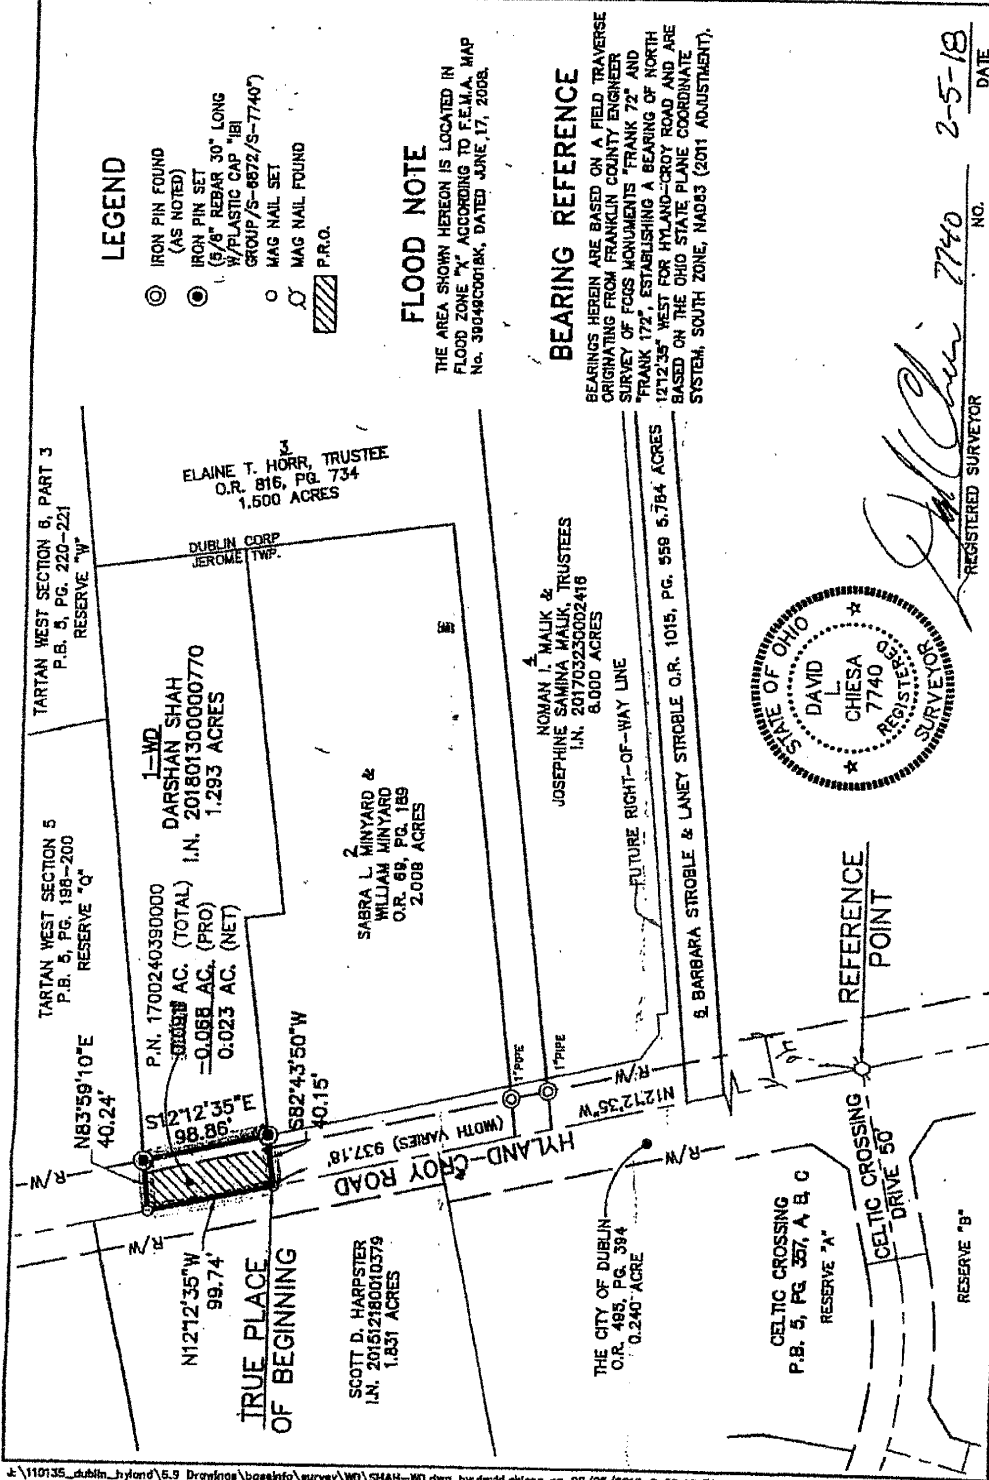 TARTAN WEST SECTION 5
P.B. 5, PG. 198-200
RESERVE "Q"
TARTAN WEST SECTION 6, PART 3
P.B. 5, PG. 220-221
RESERVE "W"
LEGEND
IRON PIN FOUND
(AS NOTED)
IRON PIN SET
(5/8" REBAR 30" LONG
W/PLASTIC CAP "IBI
GROUP/S-6872/S-7740")
MAG NAIL SET
MAG NAIL FOUND
P.R.O.
FLOOD NOTE
THE AREA SHOWN HEREON IS LOCATED IN
FLOOD ZONE "X" ACCORDING TO F.E.M.A. MAP
No. 39049C0018K, DATED JUNE 17, 2008.
BEARING REFERENCE
BEARINGS HEREIN ARE BASED ON A FIELD TRAVERSE
ORIGINATING FROM FRANKLIN COUNTY ENGINEER
SURVEY OF FCGS MONUMENTS "FRANK 72" AND
"FRANK 172", ESTABLISHING A BEARING OF NORTH
12°12'35" WEST FOR HYLAND-CROY ROAD AND ARE
BASED ON THE OHIO STATE PLANE COORDINATE
SYSTEM, SOUTH ZONE, NAD83 (2011 ADJUSTMENT).
N83°59'10"E
40.24'
P.N. 1700240390000
AC. (TOTAL)
0.068 AC. (PRO)
0.023 AC. (NET)
1-WD
DARSHAN SHAH
I.N. 201801300000770
1.293 ACRES
DUBLIN CORP
JEROME TWP.
3
ELAINE T. HORR, TRUSTEE
O.R. 816, PG. 734
1.500 ACRES
S12°12'35"E
98.86'
S82°43'50"W
40.15'
R/W
R/W
N12°12'35"W
99.74'
TRUE PLACE
OF BEGINNING
2
SABRA L. MINYARD &
WILLIAM MINYARD
O.R. 69, PG. 189
2.009 ACRES
HYLAND-CROY ROAD
(WIDTH VARIES) 937.18'
1"PIPE
1"PIPE
4
NOMAN I. MALIK &
JOSEPHINE SAMINA MALIK, TRUSTEES
I.N. 201703230002416
6.000 ACRES
SCOTT D. HARPSTER
I.N. 201512180010379
1.831 ACRES
R/W
N12°12'35"W
R/W
FUTURE RIGHT-OF-WAY LINE
BARBARA STROBLE & LANEY STROBLE O.R. 1015, PG. 559 5.764 ACRES
THE CITY OF DUBLIN
O.R. 495, PG. 394
0.240 ACRE
REFERENCE
POINT
CELTIC CROSSING
P.B. 5, PG 357, A, B, C
RESERVE "A"
CELTIC CROSSING
DRIVE 50'
RESERVE "B"
STATE OF OHIO
DAVID
L.
CHIESA
7740
REGISTERED
SURVEYOR
7740
2-5-18
REGISTERED SURVEYOR
NO.
DATE